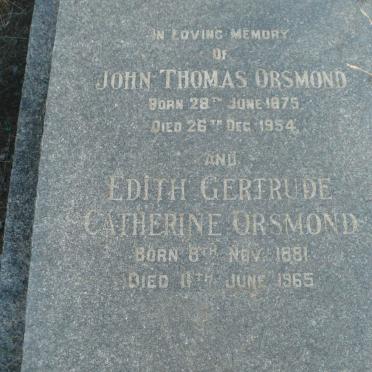 IN LOVING MEMORY
OF
JOHN THOMAS ORSMOND
BORN 28TH JUNE 1875
DIED 26TH DEC. 1954.
AND
EDITH GERTRUDE
CATHERINE ORSMOND
BORN 8TH NOV. 1881
DIED 11TH JUNE 1965